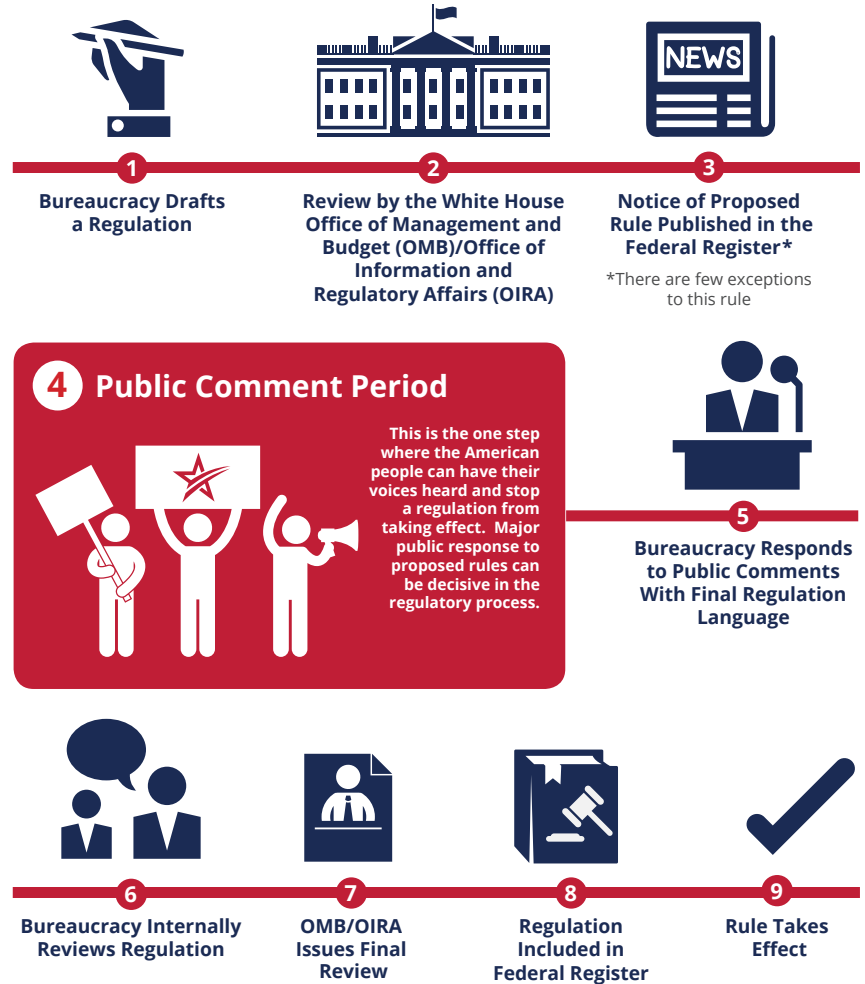 NEWS
1
Bureaucracy Drafts
a Regulation
2
Review by the White House
Office of Management and
Budget (OMB)/Office of
Information and
Regulatory Affairs (OIRA)
3
Notice of Proposed
Rule Published in the
Federal Register*
*There are few exceptions
to this rule
4 Public Comment Period
This is the one step
where the American
people can have their
voices heard and stop
a regulation from
taking effect. Major
public response to
proposed rules can
be decisive in the
regulatory process.
5
Bureaucracy Responds
to Public Comments
With Final Regulation
Language
6
Bureaucracy Internally
Reviews Regulation
7
OMB/OIRA
Issues Final
Review
8
Regulation
Included in
Federal Register
9
Rule Takes
Effect